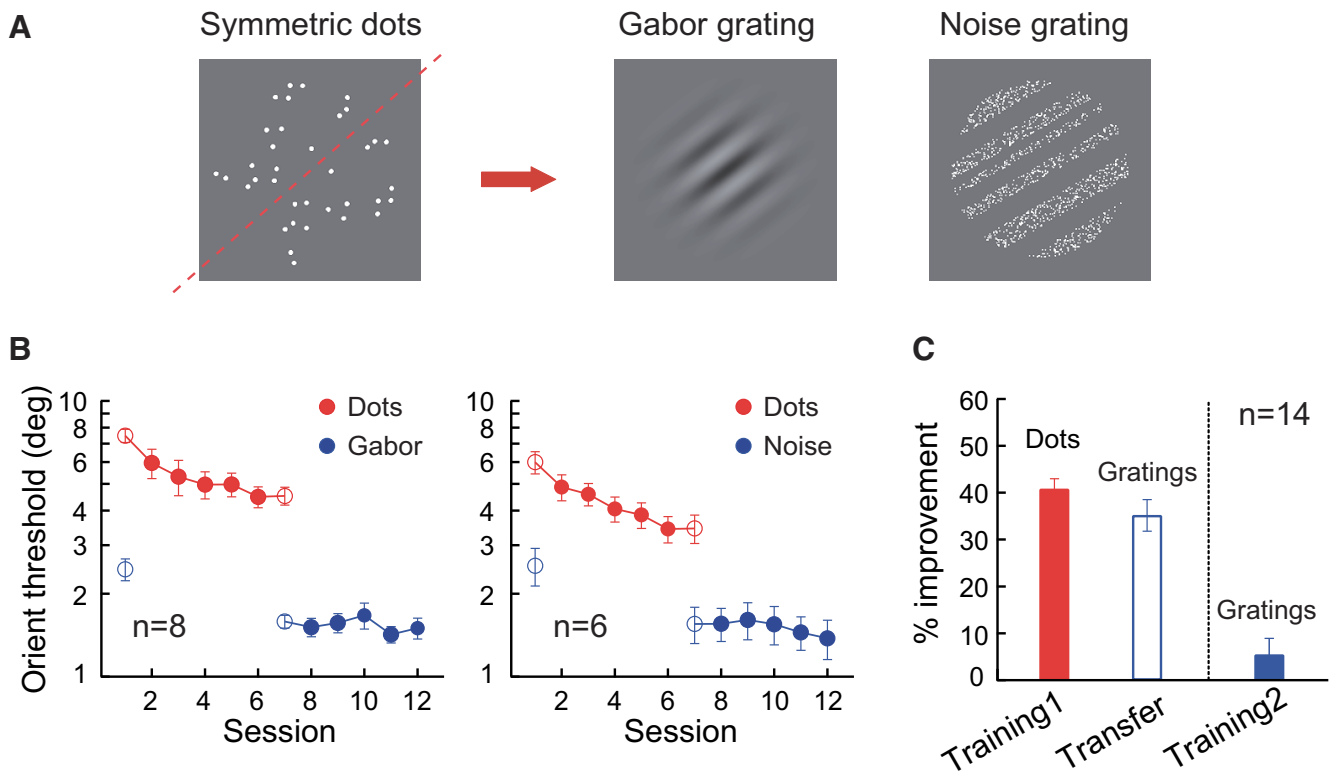 A
Symmetric dots
Gabor grating
Noise grating
B
Orient threshold (deg)
10
8
6
4
3
2
1
Dots
Gabor
n=8
2 4 6 8 10 12
Session
10
8
6
4
3
2
1
Dots
Noise
n=6
2 4 6 8 10 12
Session
C
% improvement
60
50
40
30
20
10
0
n=14
Dots
Gratings
Gratings
Training1
Transfer
Training2